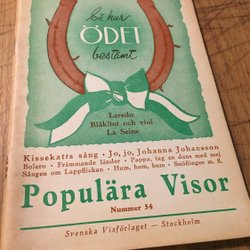 så har
ÖDET
bestämt
Laredo
Blåklint och viol
La Seine
Kissekatts sång - Jo, jo, Johanna Johansson
Bolero - Främmande länder - Pappa, tag en dans med mej
Sången om Lappflickan - Hum, hum, hum - Snöflingor m. fl.
Populära Visor
Nummer 54
Svenska Visförlaget — Stockholm